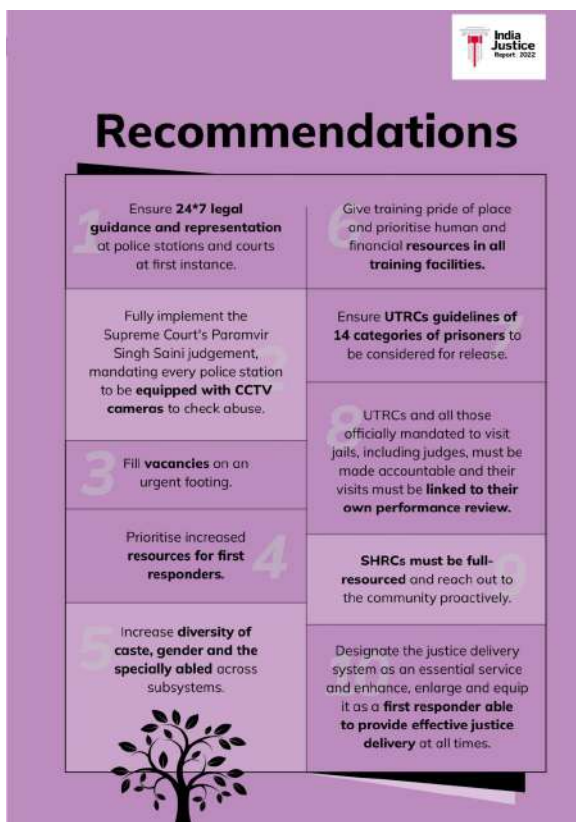 India
Justice
Report 2022
Recommendations
1
Ensure 24*7 legal
guidance and representation
at police stations and courts
at first instance.
2
Fully implement the
Supreme Court's Paramvir
Singh Saini judgement,
mandating every police station
to be equipped with CCTV
cameras to check abuse.
3
Fill vacancies on an
urgent footing.
4
Prioritise increased
resources for first
responders.
5
Increase diversity of
caste, gender and the
specially abled across
subsystems.
6
Give training pride of place
and prioritise human and
financial resources in all
training facilities.
7
Ensure UTRCs guidelines of
14 categories of prisoners to
be considered for release.
8
UTRCs and all those
officially mandated to visit
jails, including judges, must be
made accountable and their
visits must be linked to their
own performance review.
9
SHRCs must be full-
resourced and reach out to
the community proactively.
10
Designate the justice delivery
system as an essential service
and enhance, enlarge and equip
it as a first responder able
to provide effective justice
delivery at all times.